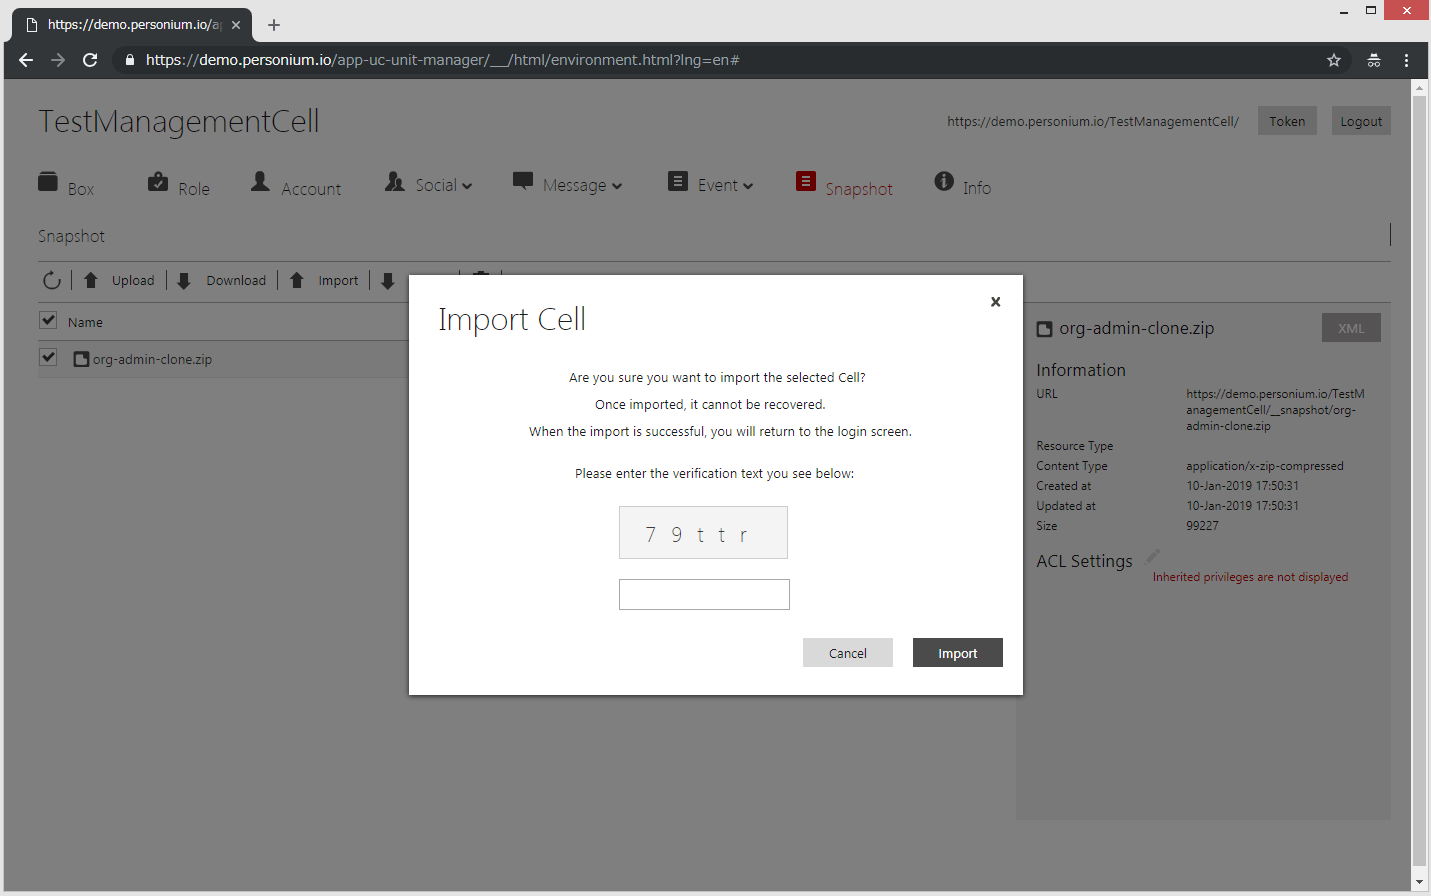 https://demo.personium.io/a
https://demo.personium.io/app-uc-unit-manager/__/html/environment.html?lng=en#
TestManagementCell
https://demo.personium.io/TestManagementCell/
Token
Logout
Box
Role
Account
Social
Message
Event
Snapshot
Info
Snapshot
Upload
Download
Import
Name
org-admin-clone.zip
Import Cell
x
Are you sure you want to import the selected Cell?
Once imported, it cannot be recovered.
When the import is successful, you will return to the login screen.
Please enter the verification text you see below:
7 9 t t r
Cancel
Import
org-admin-clone.zip
XML
Information
URL
https://demo.personium.io/TestM
anagementCell/__snapshot/org-
admin-clone.zip
Resource Type
Content Type
application/x-zip-compressed
Created at
10-Jan-2019 17:50:31
Updated at
10-Jan-2019 17:50:31
Size
99227
ACL Settings
Inherited privileges are not displayed